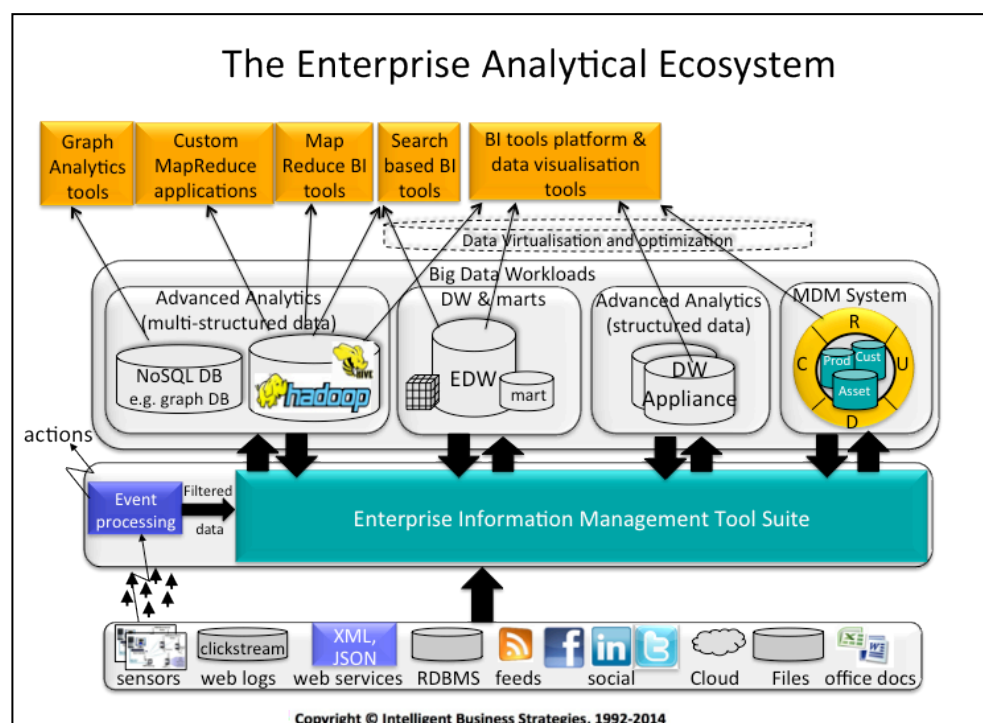 The Enterprise Analytical Ecosystem
Graph
Analytics
tools
Custom
MapReduce
applications
Map
Reduce BI
tools
Search
based BI
tools
BI tools platform &
data visualisation
tools
Data Virtualisation and optimization
Big Data Workloads
Advanced Analytics
(multi-structured data)
NoSQL DB
e.g. graph DB
HIVE
hadoop
DW & marts
EDW
mart
Advanced Analytics
(structured data)
DW
Appliance
MDM System
R
C
U
D
Prod
Cust
Asset
actions
Event
processing
Filtered
data
Enterprise Information Management Tool Suite
sensors
clickstream
web logs
XML,
JSON
web services
RDBMS
feeds
f
in
social
Cloud
Files
office docs
Copyright © Intelligent Business Strategies, 1992-2014